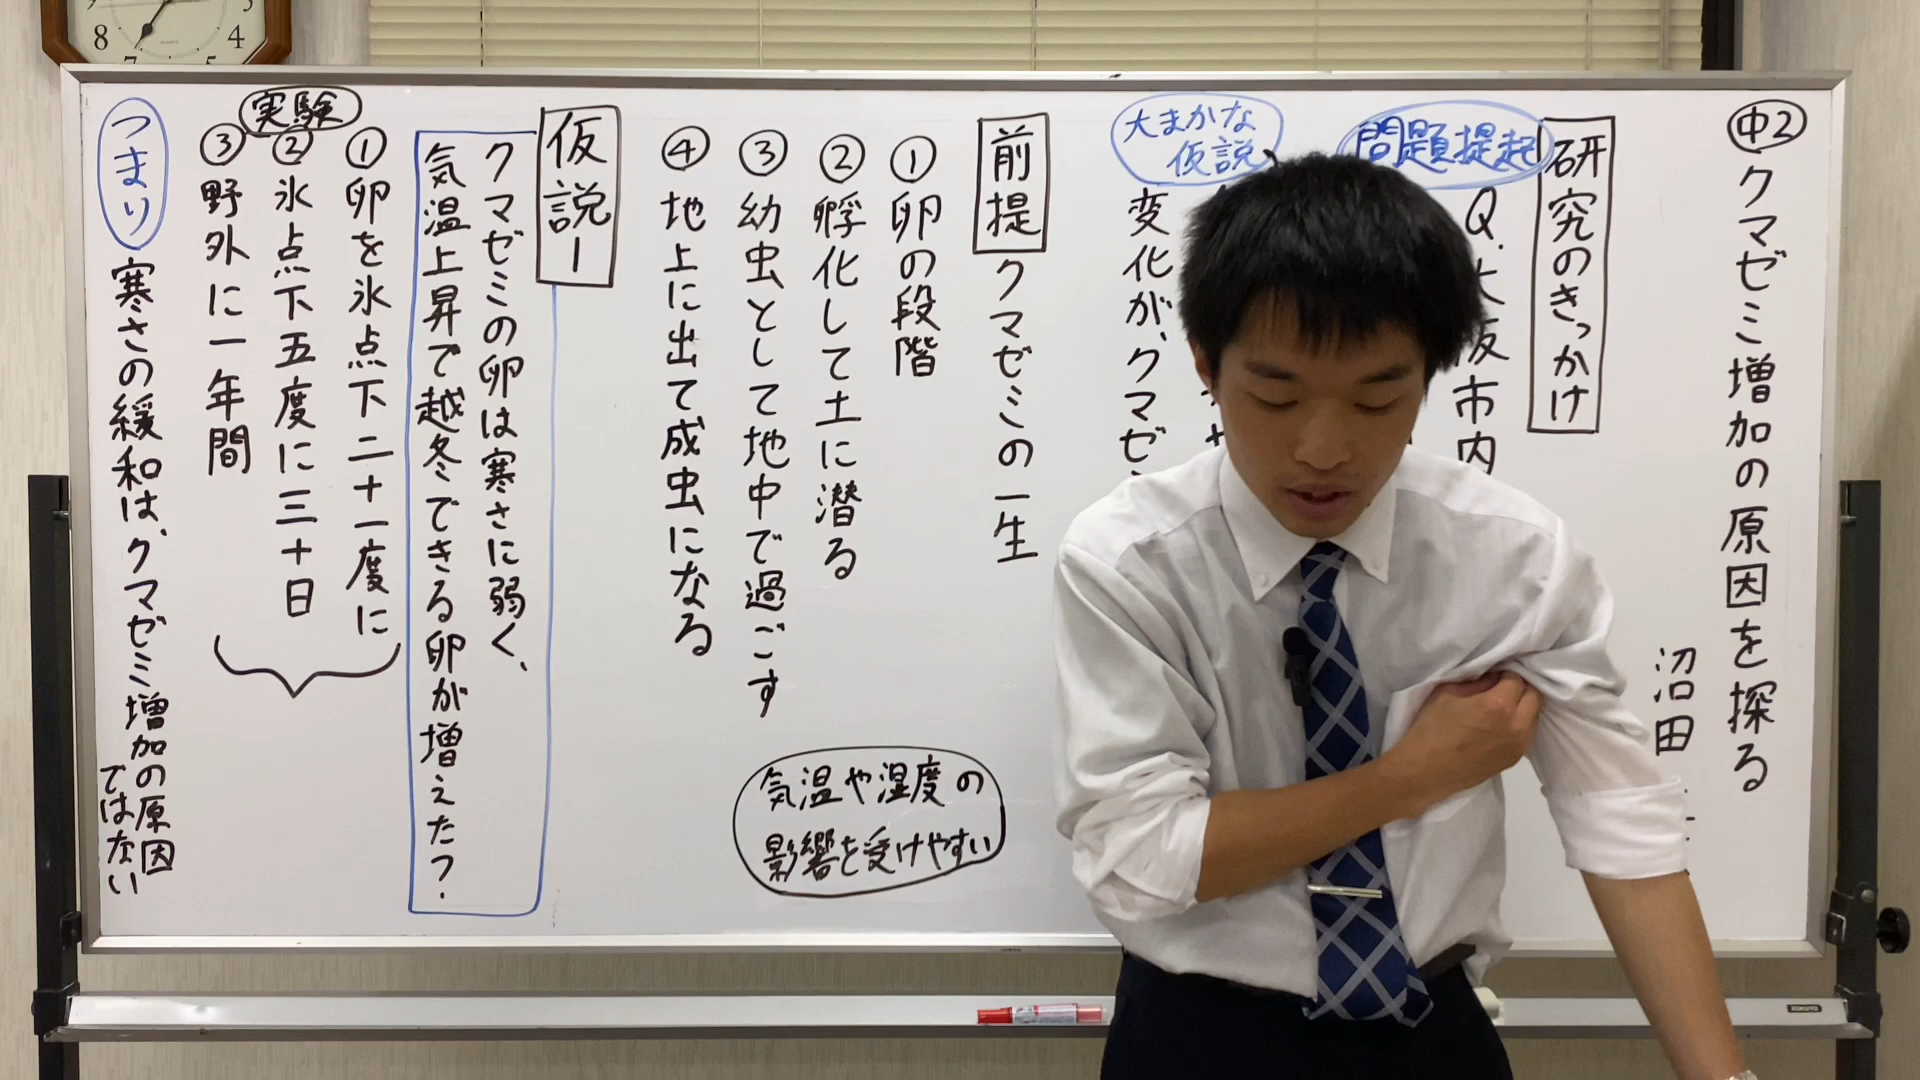 中2 クマゼミ増加の原因を探る
沼田
研究のきっかけ
問題提起
Q.大阪市内
大まかな
仮説
変化が、クマゼ
前提 クマゼミの一生
①卵の段階
②孵化して土に潜る
③幼虫として地中で過ごす
④地上に出て成虫になる
気温や湿度の
影響を受けやすい
仮説1
クマゼミの卵は寒さに弱く、
気温上昇で越冬できる卵が増えた?
実験
①卵を氷点下二十一度に
②氷点下五度に三十日
③野外に一年間
つまり 寒さの緩和は、クマゼミ増加の原因
ではない
8
7
5
4
KOKUYO